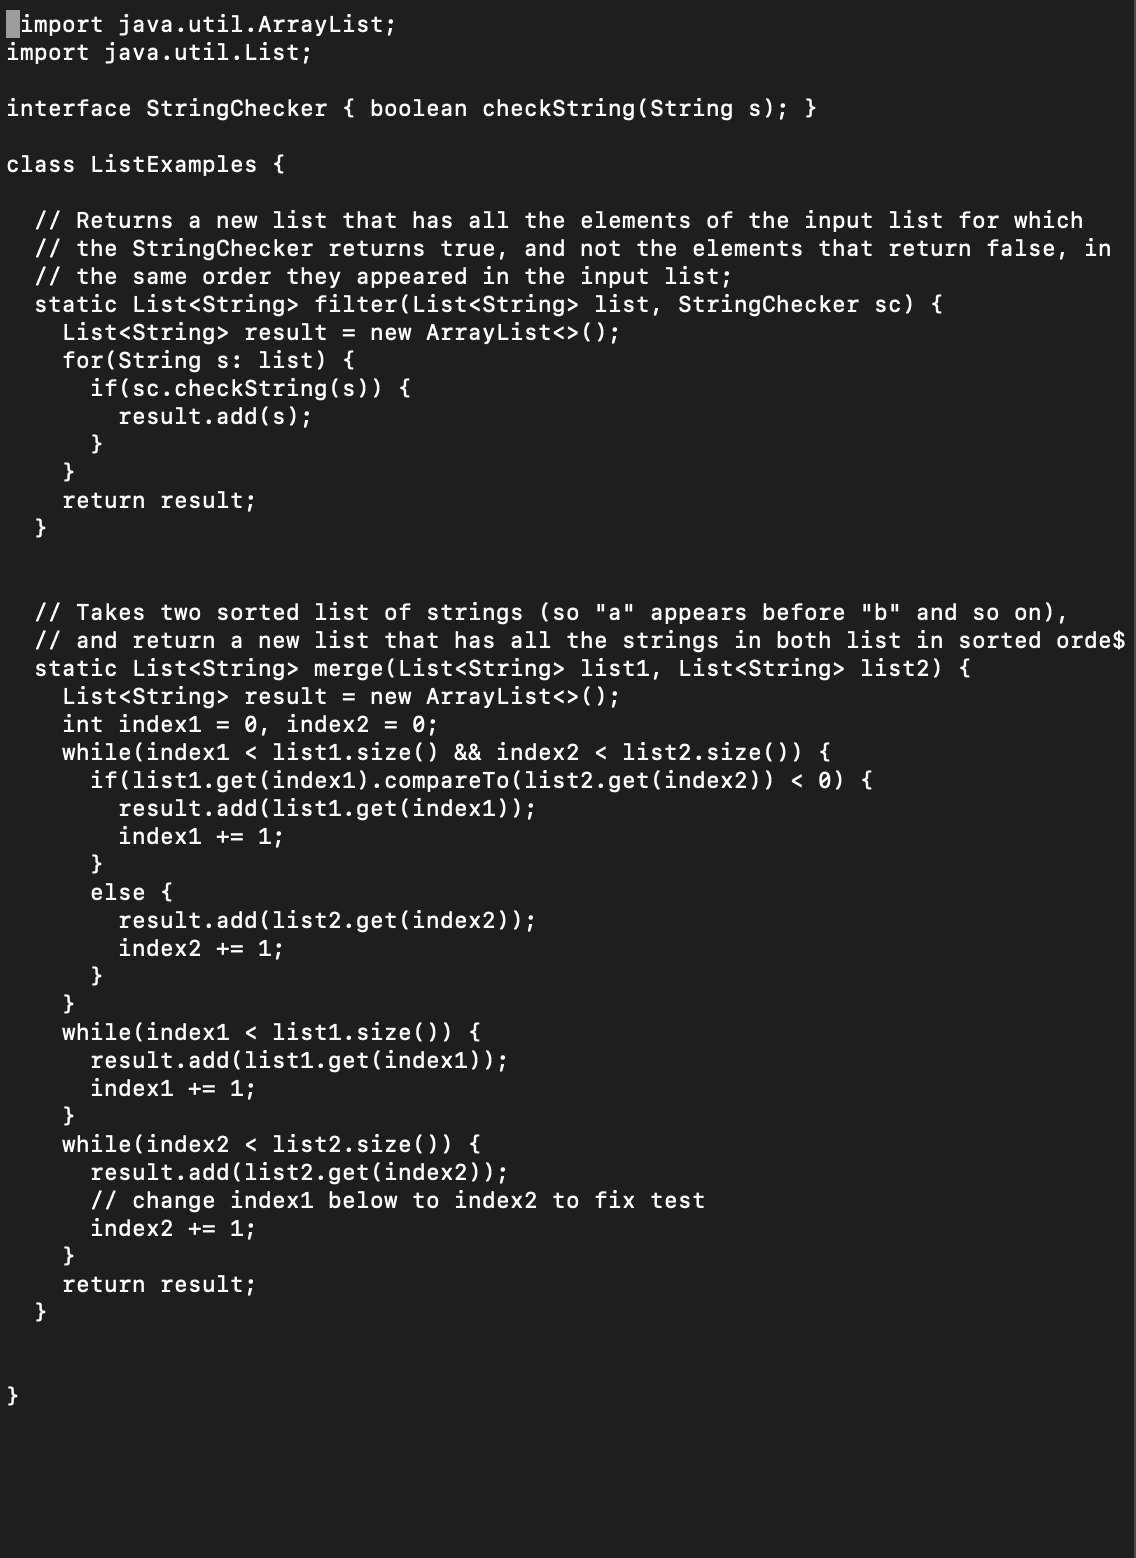 import java.util.ArrayList;
import java.util.List;

interface StringChecker { boolean checkString(String s); }

class ListExamples {

  // Returns a new list that has all the elements of the input list for which
  // the StringChecker returns true, and not the elements that return false, in
  // the same order they appeared in the input list;
  static List<String> filter(List<String> list, StringChecker sc) {
    List<String> result = new ArrayList<>();
    for(String s: list) {
      if(sc.checkString(s)) {
        result.add(s);
      }
    }
    return result;
  }


  // Takes two sorted list of strings (so "a" appears before "b" and so on),
  // and return a new list that has all the strings in both list in sorted orde$
  static List<String> merge(List<String> list1, List<String> list2) {
    List<String> result = new ArrayList<>();
    int index1 = 0, index2 = 0;
    while(index1 < list1.size() && index2 < list2.size()) {
      if(list1.get(index1).compareTo(list2.get(index2)) < 0) {
        result.add(list1.get(index1));
        index1 += 1;
      }
      else {
        result.add(list2.get(index2));
        index2 += 1;
      }
    }
    while(index1 < list1.size()) {
      result.add(list1.get(index1));
      index1 += 1;
    }
    while(index2 < list2.size()) {
      result.add(list2.get(index2));
      // change index1 below to index2 to fix test
      index2 += 1;
    }
    return result;
  }


}